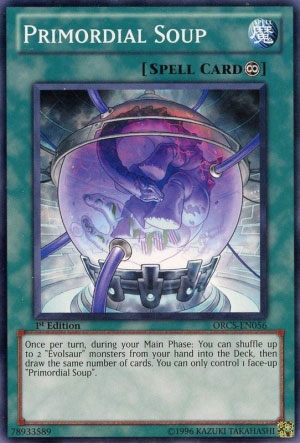 PRIMORDIAL SOUP
SPELL
魔
[SPELL CARD∞]
ORCS-EN056
1st Edition
Once per turn, during your Main Phase: You can shuffle
up to 2 "Evolsaur" monsters from your hand into the Deck, then
draw the same number of cards. You can only control 1 face-up
"Primordial Soup".
78933589
©1996 KAZUKI TAKAHASHI